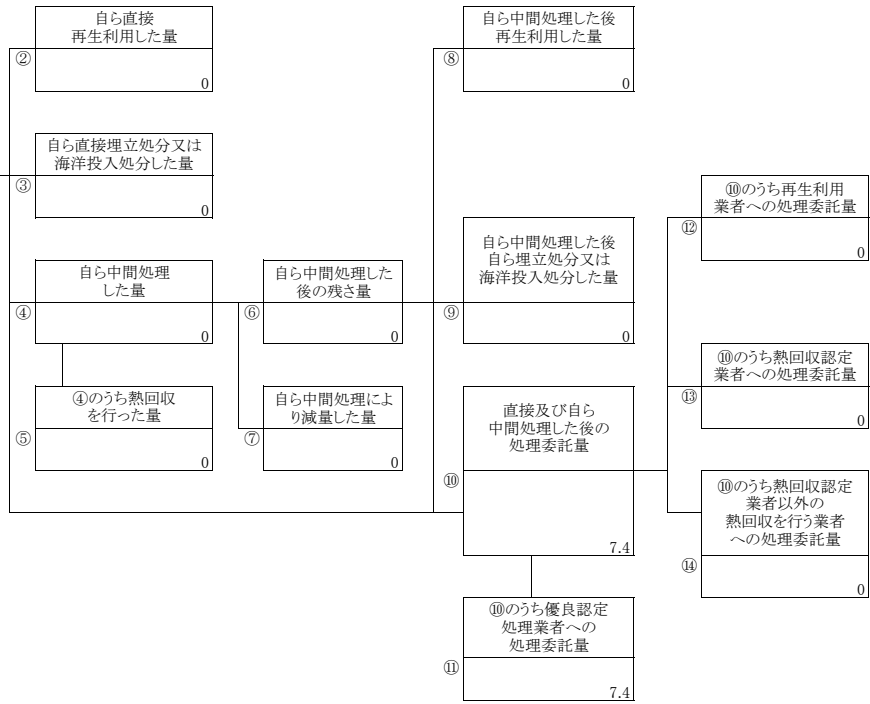 自ら直接
再生利用した量
②
0
自ら直接埋立処分又は
海洋投入処分した量
③
0
自ら中間処理
した量
④
0
④のうち熱回収
を行った量
⑤
0
自ら中間処理した
後の残さ量
⑥
0
自ら中間処理によ
り減量した量
⑦
0
自ら中間処理した後
再生利用した量
⑧
0
自ら中間処理した後
自ら埋立処分又は
海洋投入処分した量
⑨
0
直接及び自ら
中間処理した後の
処理委託量
⑩
7.4
⑩のうち優良認定
処理業者への
処理委託量
⑪
7.4
⑩のうち再生利用
業者への処理委託量
⑫
0
⑩のうち熱回収認定
業者への処理委託量
⑬
0
⑩のうち熱回収認定
業者以外の
熱回収を行う業者
への処理委託量
⑭
0